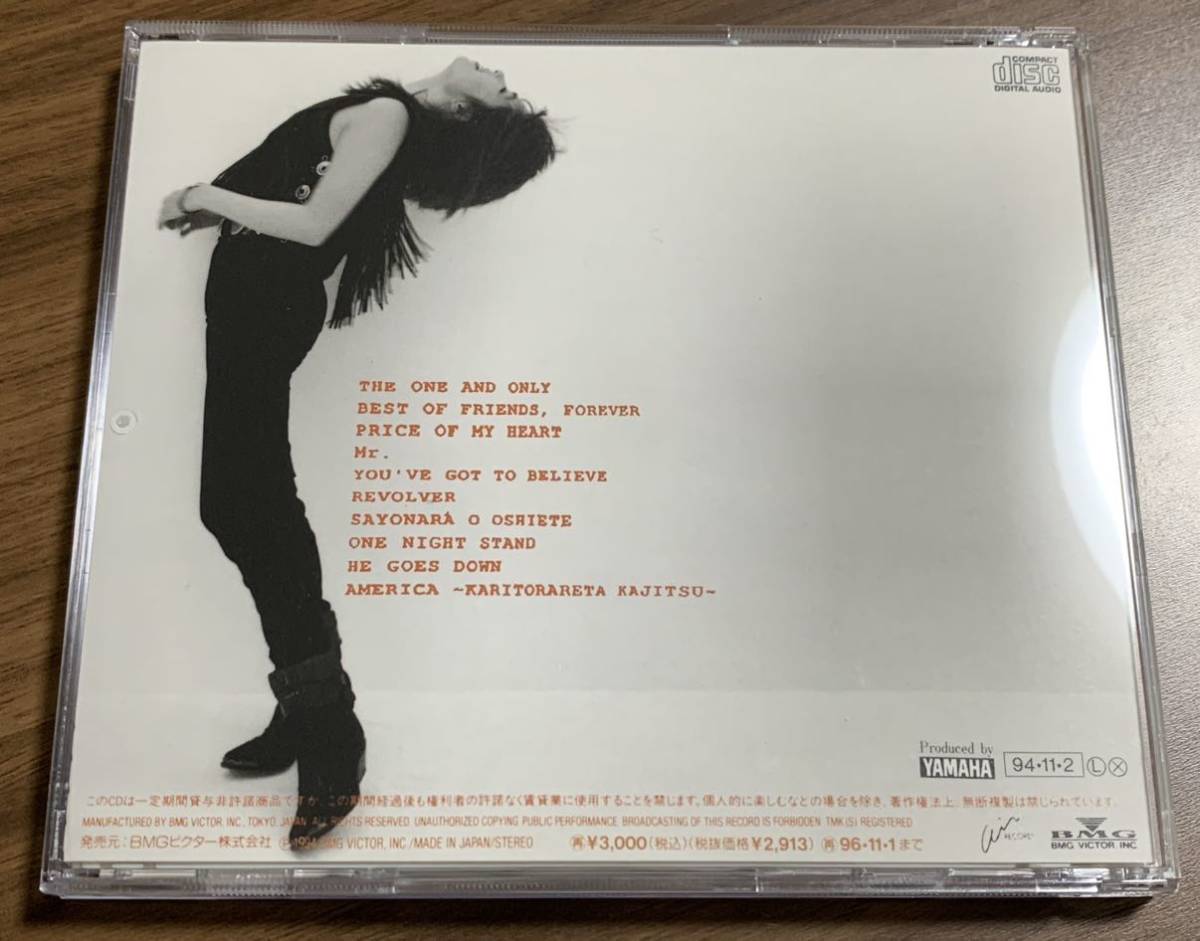 COMPACT
disc
DIGITAL AUDIO
THE ONE AND ONLY
BEST OF FRIENDS, FOREVER
PRICE OF MY HEART
Mr.
YOU'VE GOT TO BELIEVE
REVOLVER
SAYONARA O OSHIETE
ONE NIGHT STAND
HE GOES DOWN
AMERICA ~KARITORARETA KAJITSU~
Produced by
YAMAHA 94・11・2 Ⓛ Ⓧ
このCDは一定期間貸与非許諾商品ですが、この期間経過後も権利者の許諾なく賃貸業に使用することを禁じます。個人的に楽しむなどの場合を除き、著作権法上、無断複製は禁じられています。
MANUFACTURED BY BMG VICTOR, INC., TOKYO, JAPAN. ALL RIGHTS RESERVED. UNAUTHORIZED COPYING PUBLIC PERFORMANCE. BROADCASTING OF THIS RECORD IS FORBIDDEN. TMK (S) REGISTERED
発売元：BMGビクター株式会社 Ⓟ1994 BMG VICTOR, INC./MADE IN JAPAN/STEREO ㊢¥3,000(税込)(税抜価格¥2,913) ㊢96・11・1まで
BMG
BMG VICTOR INC